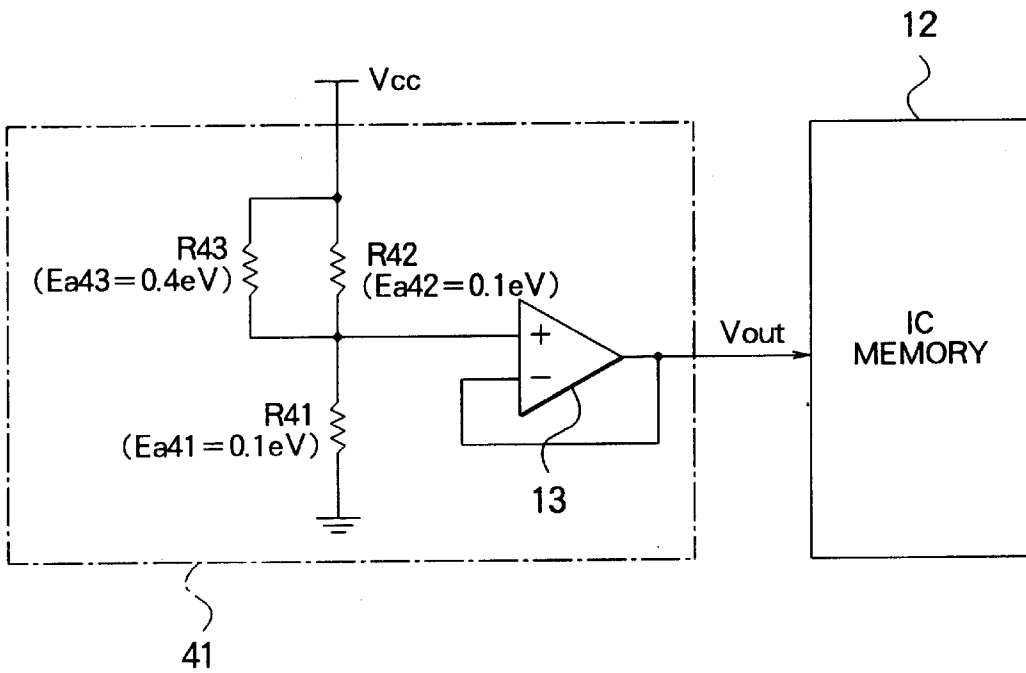 12
Vcc
R43
(Ea43=0.4eV)
R42
(Ea42=0.1eV)
+
−
Vout
IC
MEMORY
R41
(Ea41=0.1eV)
13
41